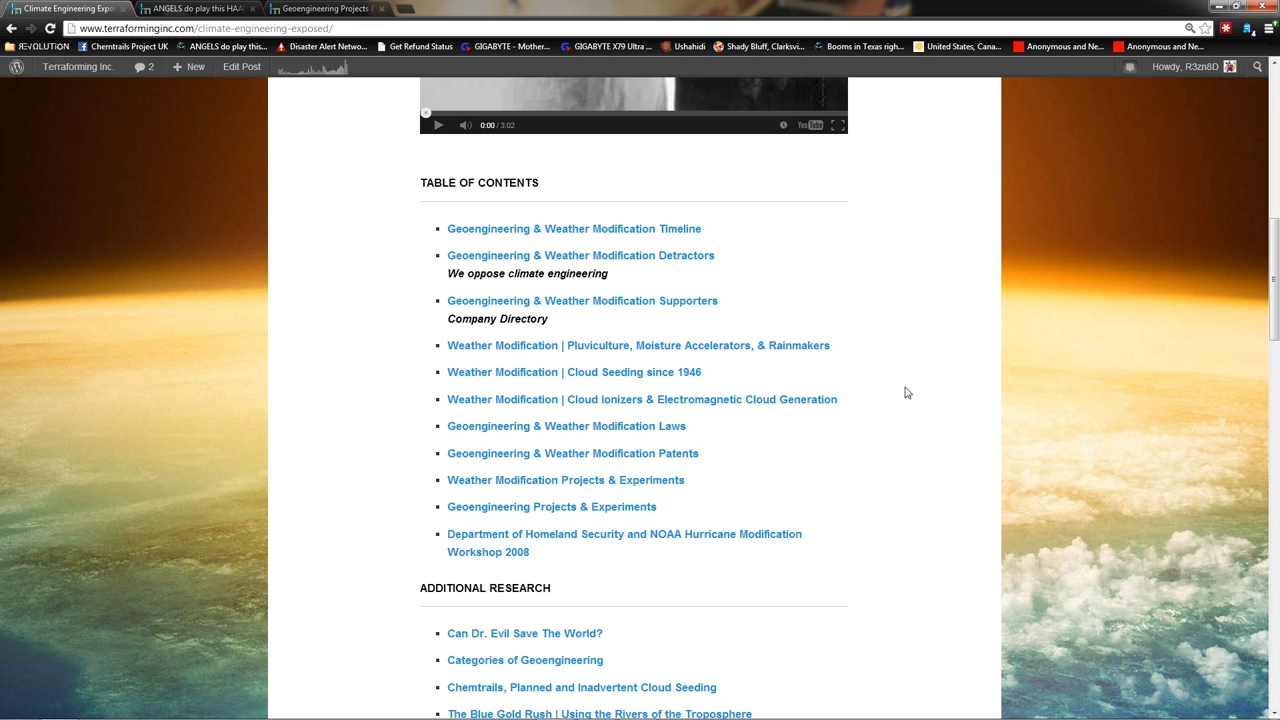 Climate Engineering Expo
ANGELS do play this HAA
Geoengineering Projects &
www.terraforminginc.com/climate-engineering-exposed/
Chemtrails Project UK
ANGELS do play this...
Disaster Alert Netwo...
Get Refund Status
GIGABYTE - Mother...
GIGABYTE X79 Ultra ...
Ushahidi
Shady Bluff, Clarksvi...
Booms in Texas righ...
United States, Cana...
Anonymous and Ne...
Anonymous and Ne...
Terraforming Inc.
2
New
Edit Post
Howdy, R3zn8D
0:00 / 3:02
YouTube
TABLE OF CONTENTS
Geoengineering & Weather Modification Timeline
Geoengineering & Weather Modification Detractors
We oppose climate engineering
Geoengineering & Weather Modification Supporters
Company Directory
Weather Modification | Pluviculture, Moisture Accelerators, & Rainmakers
Weather Modification | Cloud Seeding since 1946
Weather Modification | Cloud Ionizers & Electromagnetic Cloud Generation
Geoengineering & Weather Modification Laws
Geoengineering & Weather Modification Patents
Weather Modification Projects & Experiments
Geoengineering Projects & Experiments
Department of Homeland Security and NOAA Hurricane Modification
Workshop 2008
ADDITIONAL RESEARCH
Can Dr. Evil Save The World?
Categories of Geoengineering
Chemtrails, Planned and Inadvertent Cloud Seeding
The Blue Gold Rush | Using the Rivers of the Troposphere